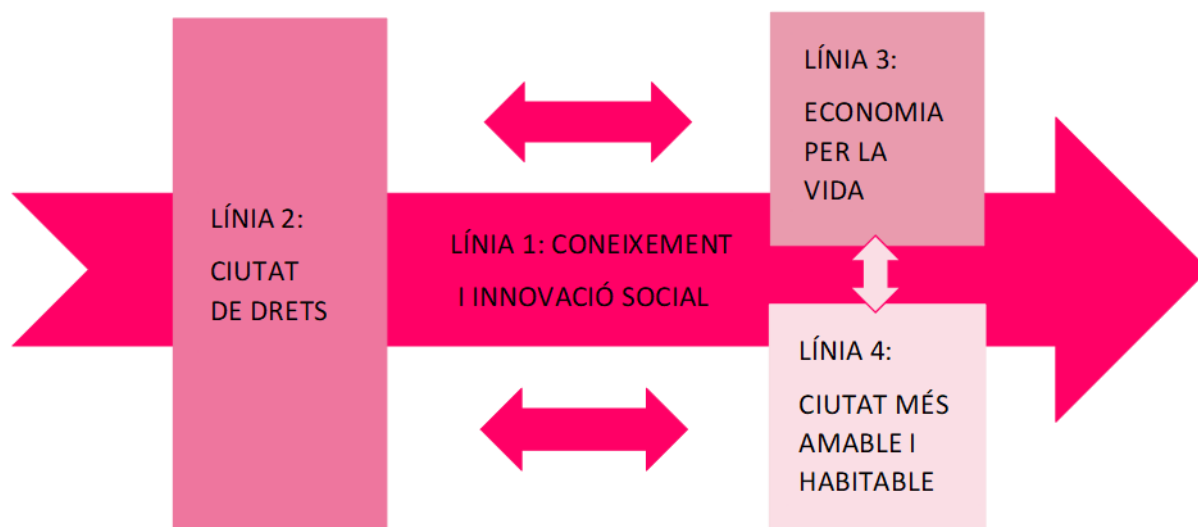 LÍNIA 2:
CIUTAT
DE DRETS
LÍNIA 1: CONEIXEMENT
I INNOVACIÓ SOCIAL
LÍNIA 3:
ECONOMIA
PER LA
VIDA
LÍNIA 4:
CIUTAT MÉS
AMABLE I
HABITABLE